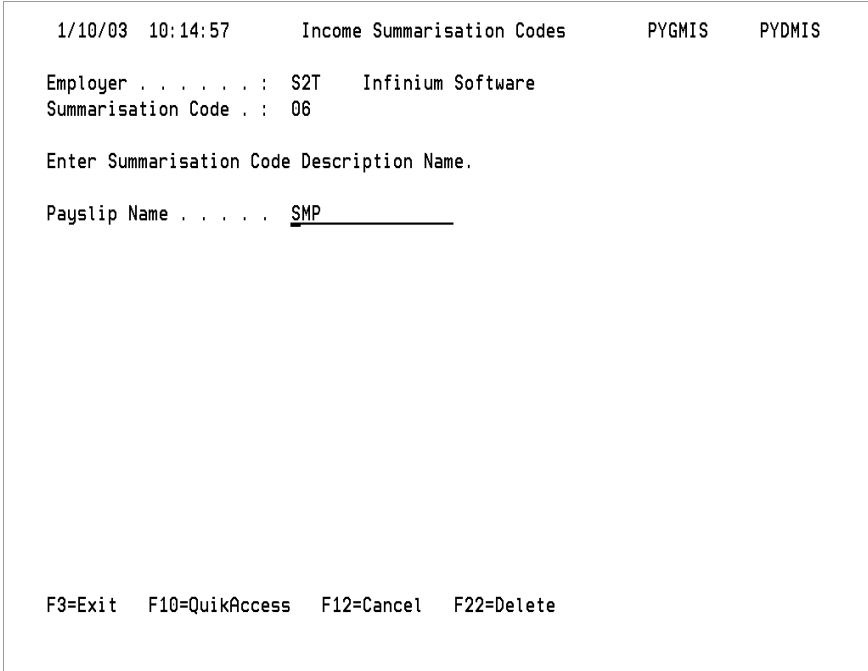 1/10/03 10:14:57 Income Summarisation Codes PYGMIS PYDMIS
Employer . . . . . . : S2T Infinium Software
Summarisation Code . : 06
Enter Summarisation Code Description Name.
Payslip Name . . . . . SMP
F3=Exit F10=QuikAccess F12=Cancel F22=Delete